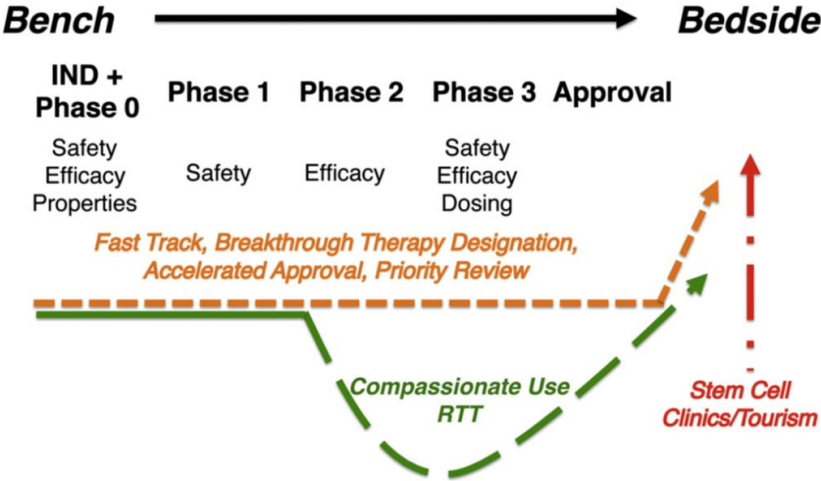 Bench
Bedside
IND +
Phase 0
Phase 1
Phase 2
Phase 3
Approval
Safety
Efficacy
Properties
Safety
Efficacy
Safety
Efficacy
Dosing
Fast Track, Breakthrough Therapy Designation,
Accelerated Approval, Priority Review
Compassionate Use
RTT
Stem Cell
Clinics/Tourism